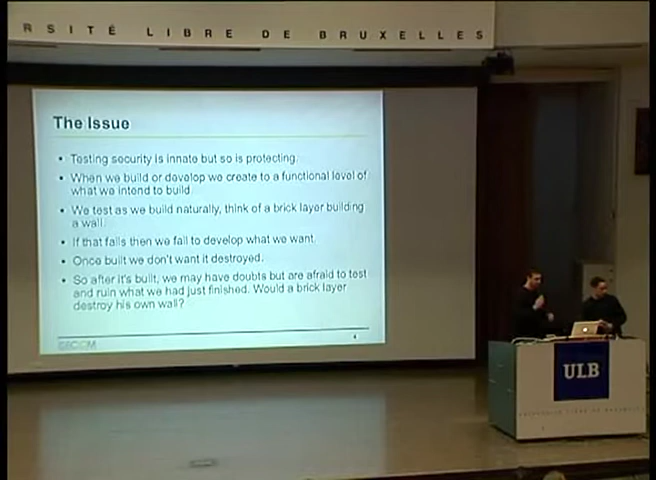 RSITÉ LIBRE DE BRUXELLES
The Issue
• Testing security is innate but so is protecting.
• When we build or develop we create to a functional level of
what we intend to build.
• We test as we build naturally, think of a brick layer building
a wall.
• If that fails then we fail to develop what we want.
• Once built we don't want it destroyed.
• So after it's built, we may have doubts but are afraid to test
and ruin what we had just finished. Would a brick layer
destroy his own wall?
4
ULB